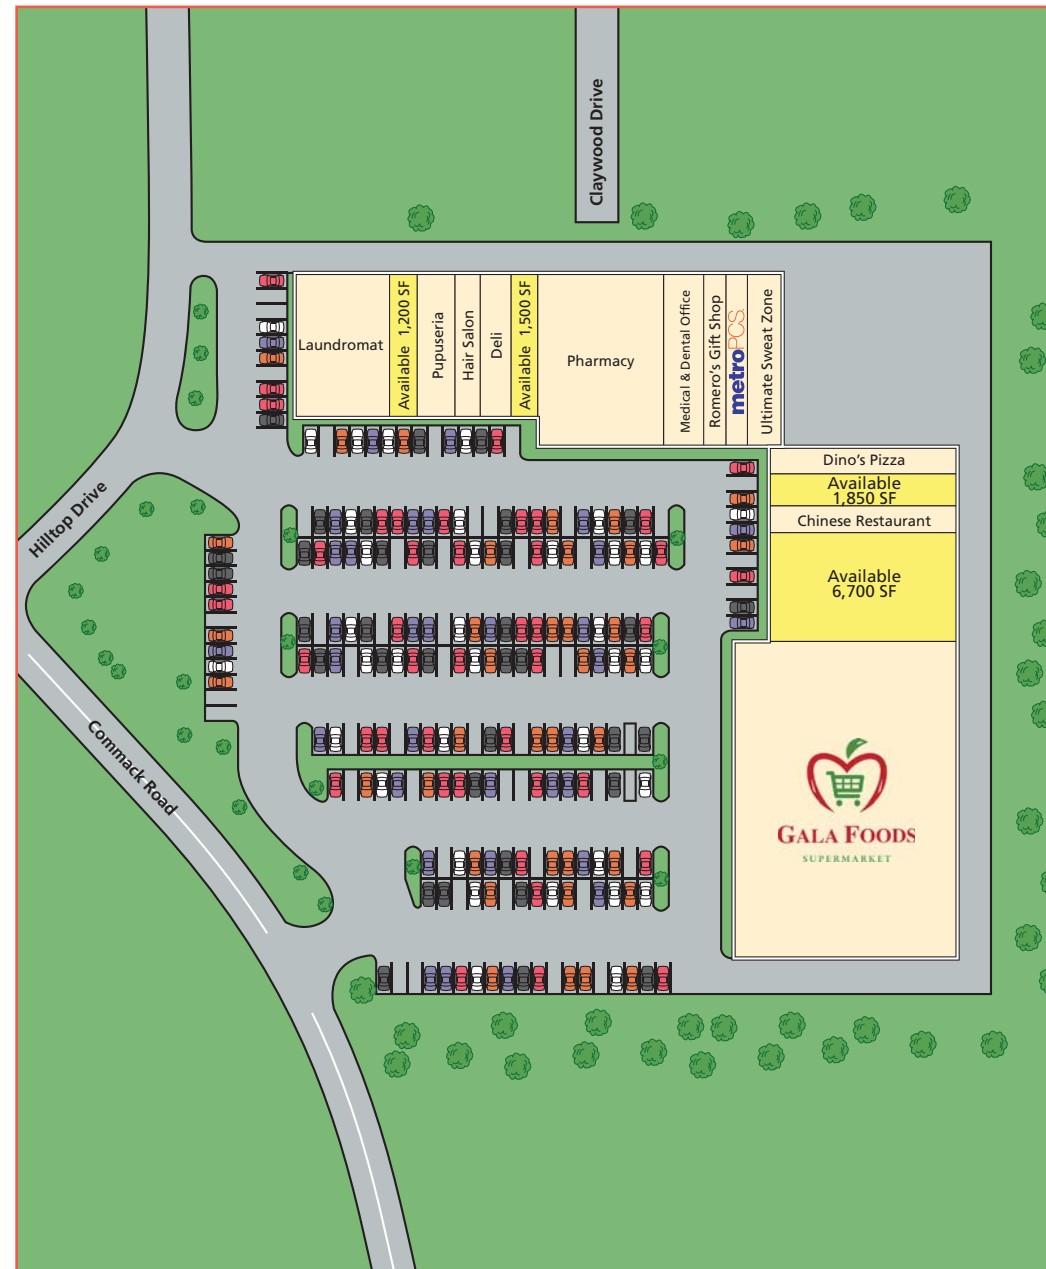 Claywood Drive
Hilltop Drive
Commack Road
Laundromat
Available 1,200 SF
Pupuseria
Hair Salon
Deli
Available 1,500 SF
Pharmacy
Medical & Dental Office
Romero's Gift Shop
metroPCS.
Ultimate Sweat Zone
Dino's Pizza
Available
1,850 SF
Chinese Restaurant
Available
6,700 SF
GALA FOODS
SUPERMARKET